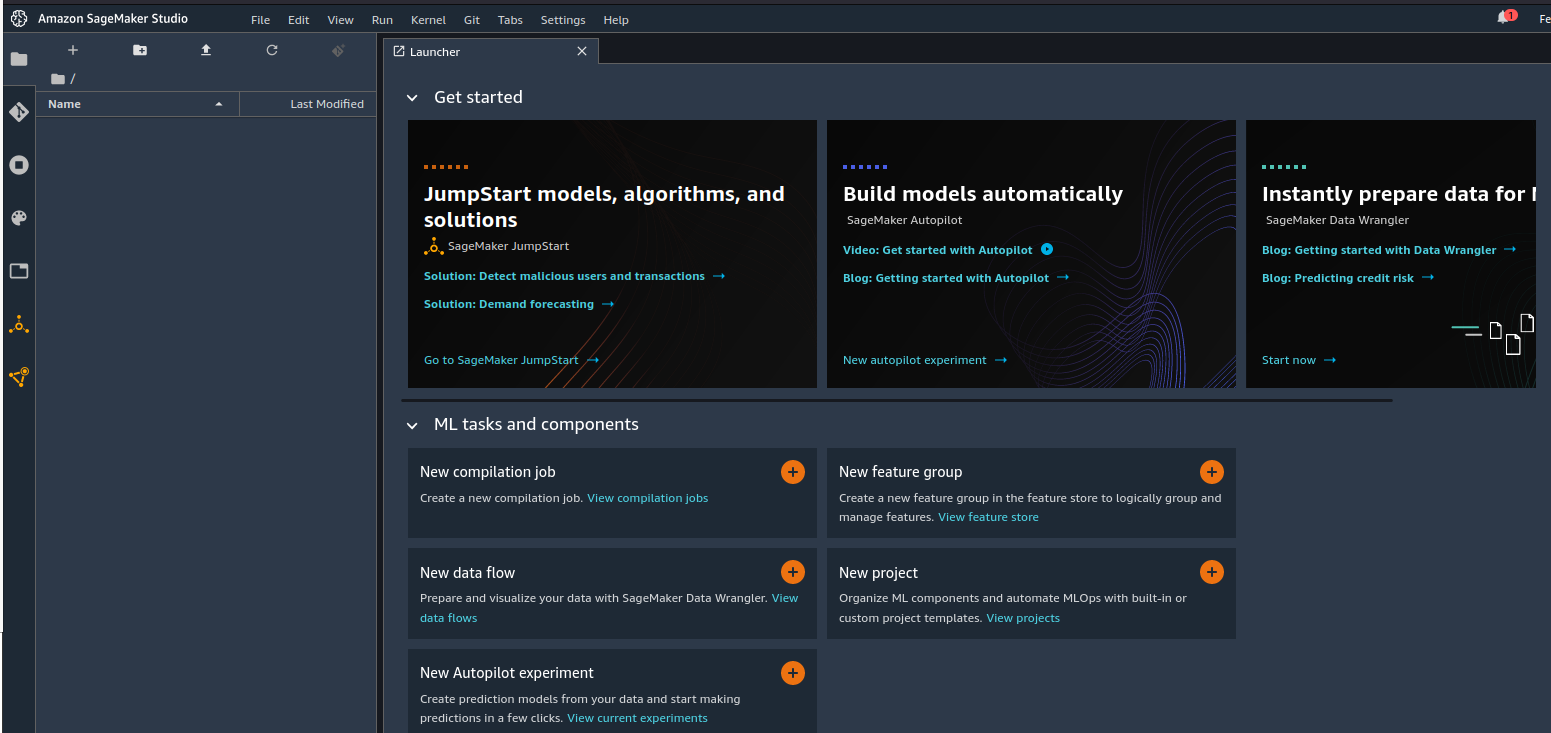 Amazon SageMaker Studio File Edit View Run Kernel Git Tabs Settings Help 1 Fe
/
Name Last Modified
Launcher
Get started
JumpStart models, algorithms, and
solutions
SageMaker JumpStart
Solution: Detect malicious users and transactions
Solution: Demand forecasting
Go to SageMaker JumpStart
Build models automatically
SageMaker Autopilot
Video: Get started with Autopilot
Blog: Getting started with Autopilot
New autopilot experiment
Instantly prepare data for
SageMaker Data Wrangler
Blog: Getting started with Data Wrangler
Blog: Predicting credit risk
Start now
ML tasks and components
New compilation job
Create a new compilation job. View compilation jobs
New feature group
Create a new feature group in the feature store to logically group and
manage features. View feature store
New data flow
Prepare and visualize your data with SageMaker Data Wrangler. View
data flows
New project
Organize ML components and automate MLOps with built-in or
custom project templates. View projects
New Autopilot experiment
Create prediction models from your data and start making
predictions in a few clicks. View current experiments